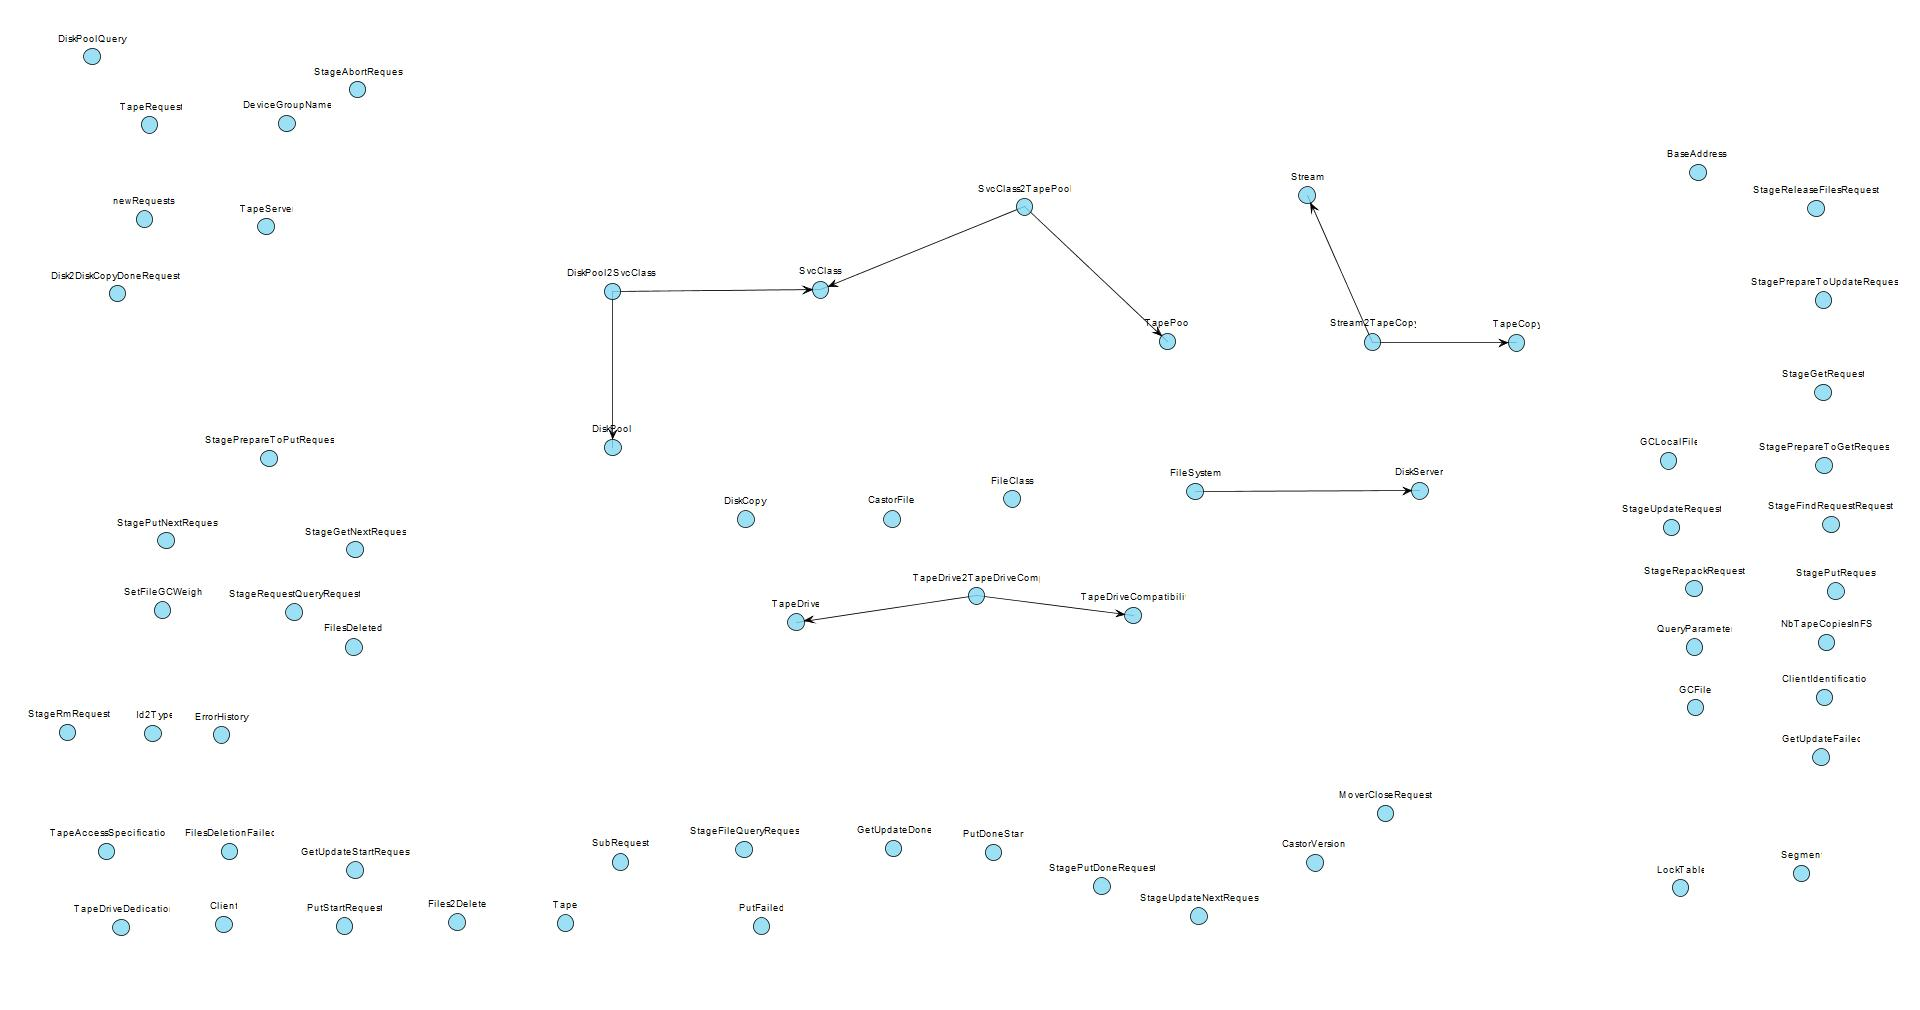 DiskPoolQuery
StageAbortReques
TapeRequest
DeviceGroupName
BaseAddress
Stream
SvcClass2TapePool
StageReleaseFilesRequest
newRequests
TapeServer
DiskPool2SvcClass
SvcClass
Disk2DiskCopyDoneRequest
StagePrepareToUpdateReques
TapePoo
Stream2TapeCopy
TapeCopy
StageGetRequest
DiskPool
StagePrepareToPutReques
GCLocalFile
StagePrepareToGetReques
FileSystem
DiskServer
FileClass
DiskCopy
CastorFile
StageUpdateRequest
StageFindRequestRequest
StagePutNextReques
StageGetNextReques
StageRepackRequest
StagePutReques
TapeDrive2TapeDriveComp
SetFileGCWeigh
StageRequestQueryRequest
TapeDrive
TapeDriveCompatibili
FilesDeleted
QueryParameter
NbTapeCopiesInFS
ClientIdentificatio
GCFile
StageRmRequest
Id2Type
ErrorHistory
GetUpdateFailed
MoverCloseRequest
TapeAccessSpecificatio
FilesDeletionFailed
StageFileQueryReques
GetUpdateDone
PutDoneStar
SubRequest
CastorVersion
GetUpdateStartReques
Segmen
StagePutDoneRequest
LockTable
StageUpdateNextReques
TapeDriveDedicatio
Client
PutStartRequest
Files2Delete
Tape
PutFailed